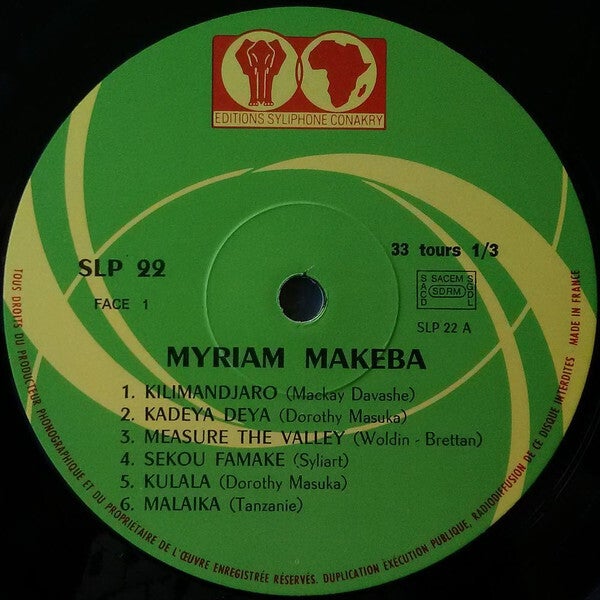 EDITIONS SYLIPHONE CONAKRY
SLP 22
33 tours 1/3
FACE 1
SACEM
SACD
SDRM
SGDL
SLP 22 A
MYRIAM MAKEBA
1. KILIMANDJARO (Mackay Davashe)
2. KADEYA DEYA (Dorothy Masuka)
3. MEASURE THE VALLEY (Woldin - Brettan)
4. SEKOU FAMAKE (Syliart)
5. KULALA (Dorothy Masuka)
6. MALAIKA (Tanzanie)
TOUS DROITS DU PRODUCTEUR PHONOGRAPHIQUE ET DU PROPRIETAIRE DE L'ŒUVRE ENREGISTRÉE RÉSERVÉS. DUPLICATION EXÉCUTION PUBLIQUE, RADIODIFFUSION DE CE DISQUE INTERDITES MADE IN FRANCE